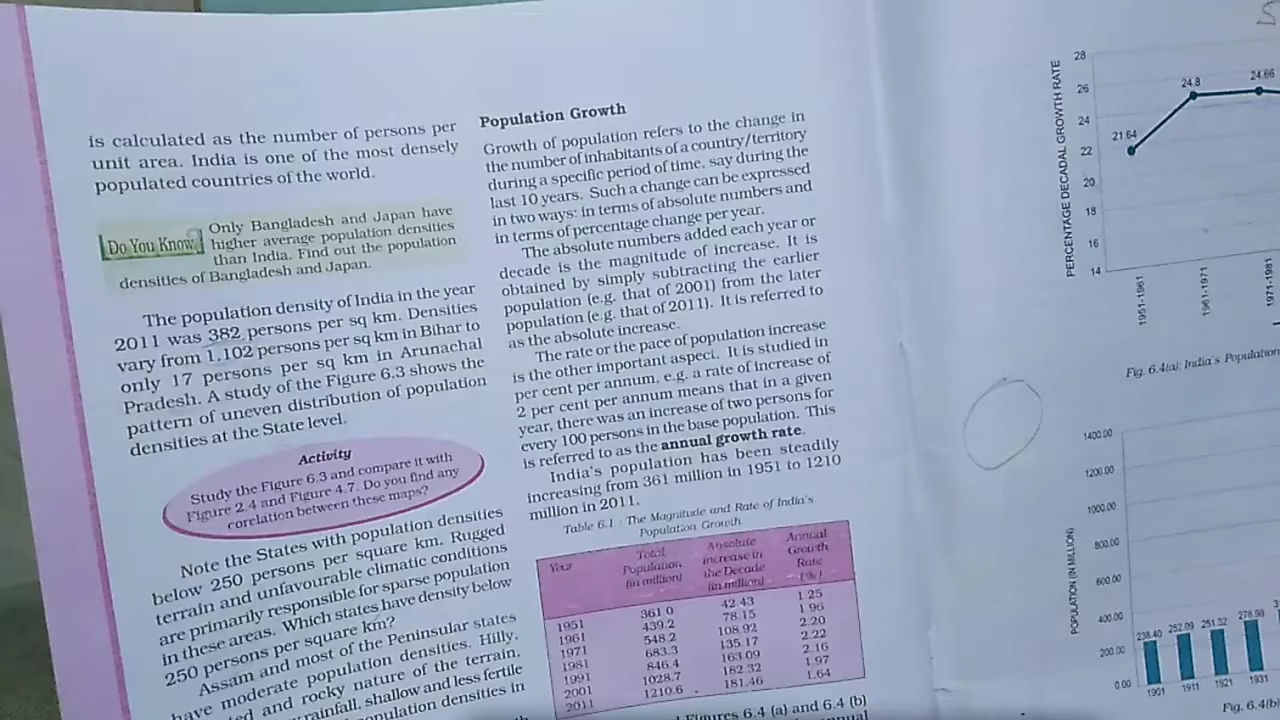 is calculated as the number of persons per
unit area. India is one of the most densely
populated countries of the world.
Do You Know?
Only Bangladesh and Japan have
higher average population densities
than India. Find out the population
densities of Bangladesh and Japan.
The population density of India in the year
2011 was 382 persons per sq km. Densities
vary from 1,102 persons per sq km in Bihar to
only 17 persons per sq km in Arunachal
Pradesh. A study of the Figure 6.3 shows the
pattern of uneven distribution of population
densities at the State level.
Activity
Study the Figure 6.3 and compare it with
Figure 2.4 and Figure 4.7. Do you find any
corelation between these maps?
Note the States with population densities
below 250 persons per square km. Rugged
terrain and unfavourable climatic conditions
are primarily responsible for sparse population
in these areas. Which states have density below
250 persons per square km?
Assam and most of the Peninsular states
have moderate population densities. Hilly,
and rocky nature of the terrain,
rainfall, shallow and less fertile
population densities in
Population Growth
Growth of population refers to the change in
the number of inhabitants of a country/territory
during a specific period of time, say during the
last 10 years. Such a change can be expressed
in two ways: in terms of absolute numbers and
in terms of percentage change per year.
The absolute numbers added each year or
decade is the magnitude of increase. It is
obtained by simply subtracting the earlier
population (e.g. that of 2001) from the later
population (e.g. that of 2011). It is referred to
as the absolute increase.
The rate or the pace of population increase
is the other important aspect. It is studied in
per cent per annum, e.g. a rate of increase of
2 per cent per annum means that in a given
year, there was an increase of two persons for
every 100 persons in the base population. This
is referred to as the annual growth rate.
India's population has been steadily
increasing from 361 million in 1951 to 1210
million in 2011.
Table 6.1 : The Magnitude and Rate of India's
Population Growth
Year Total Population (in million) Absolute increase in the Decade (in million) Annual Growth Rate (%)
1951 361.0 42.43 1.25
1961 439.2 78.15 1.96
1971 548.2 108.92 2.20
1981 683.3 135.17 2.22
1991 846.4 163.09 2.16
2001 1028.7 182.32 1.97
2011 1210.6 181.46 1.64
Figures 6.4 (a) and 6.4 (b)
PERCENTAGE DECADAL GROWTH RATE
28
26
24
22
20
18
16
14
21.64
24.8
24.66
1951-1961
1961-1971
1971-1981
Fig. 6.4(a): India's Population
POPULATION (IN MILLION)
1400.00
1200.00
1000.00
800.00
600.00
400.00
200.00
0.00
238.40 252.09 251.32 278.98
1901 1911 1921 1931
Fig. 6.4(b)